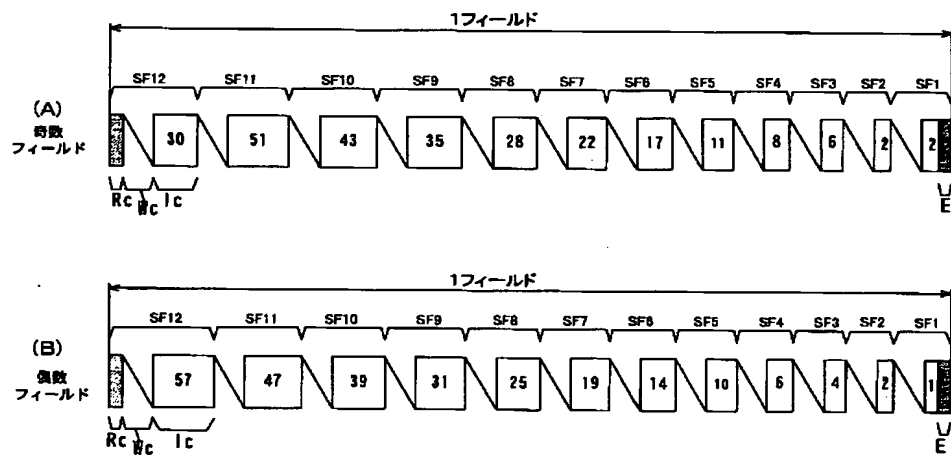 1フィールド
SF12 SF11 SF10 SF9 SF8 SF7 SF6 SF5 SF4 SF3 SF2 SF1
(A)
奇数
フィールド
30 51 43 35 28 22 17 11 8 6 2 2
Rc Wc Ic E
1フィールド
SF12 SF11 SF10 SF9 SF8 SF7 SF6 SF5 SF4 SF3 SF2 SF1
(B)
偶数
フィールド
57 47 39 31 25 19 14 10 6 4 2 1
Rc Wc Ic E